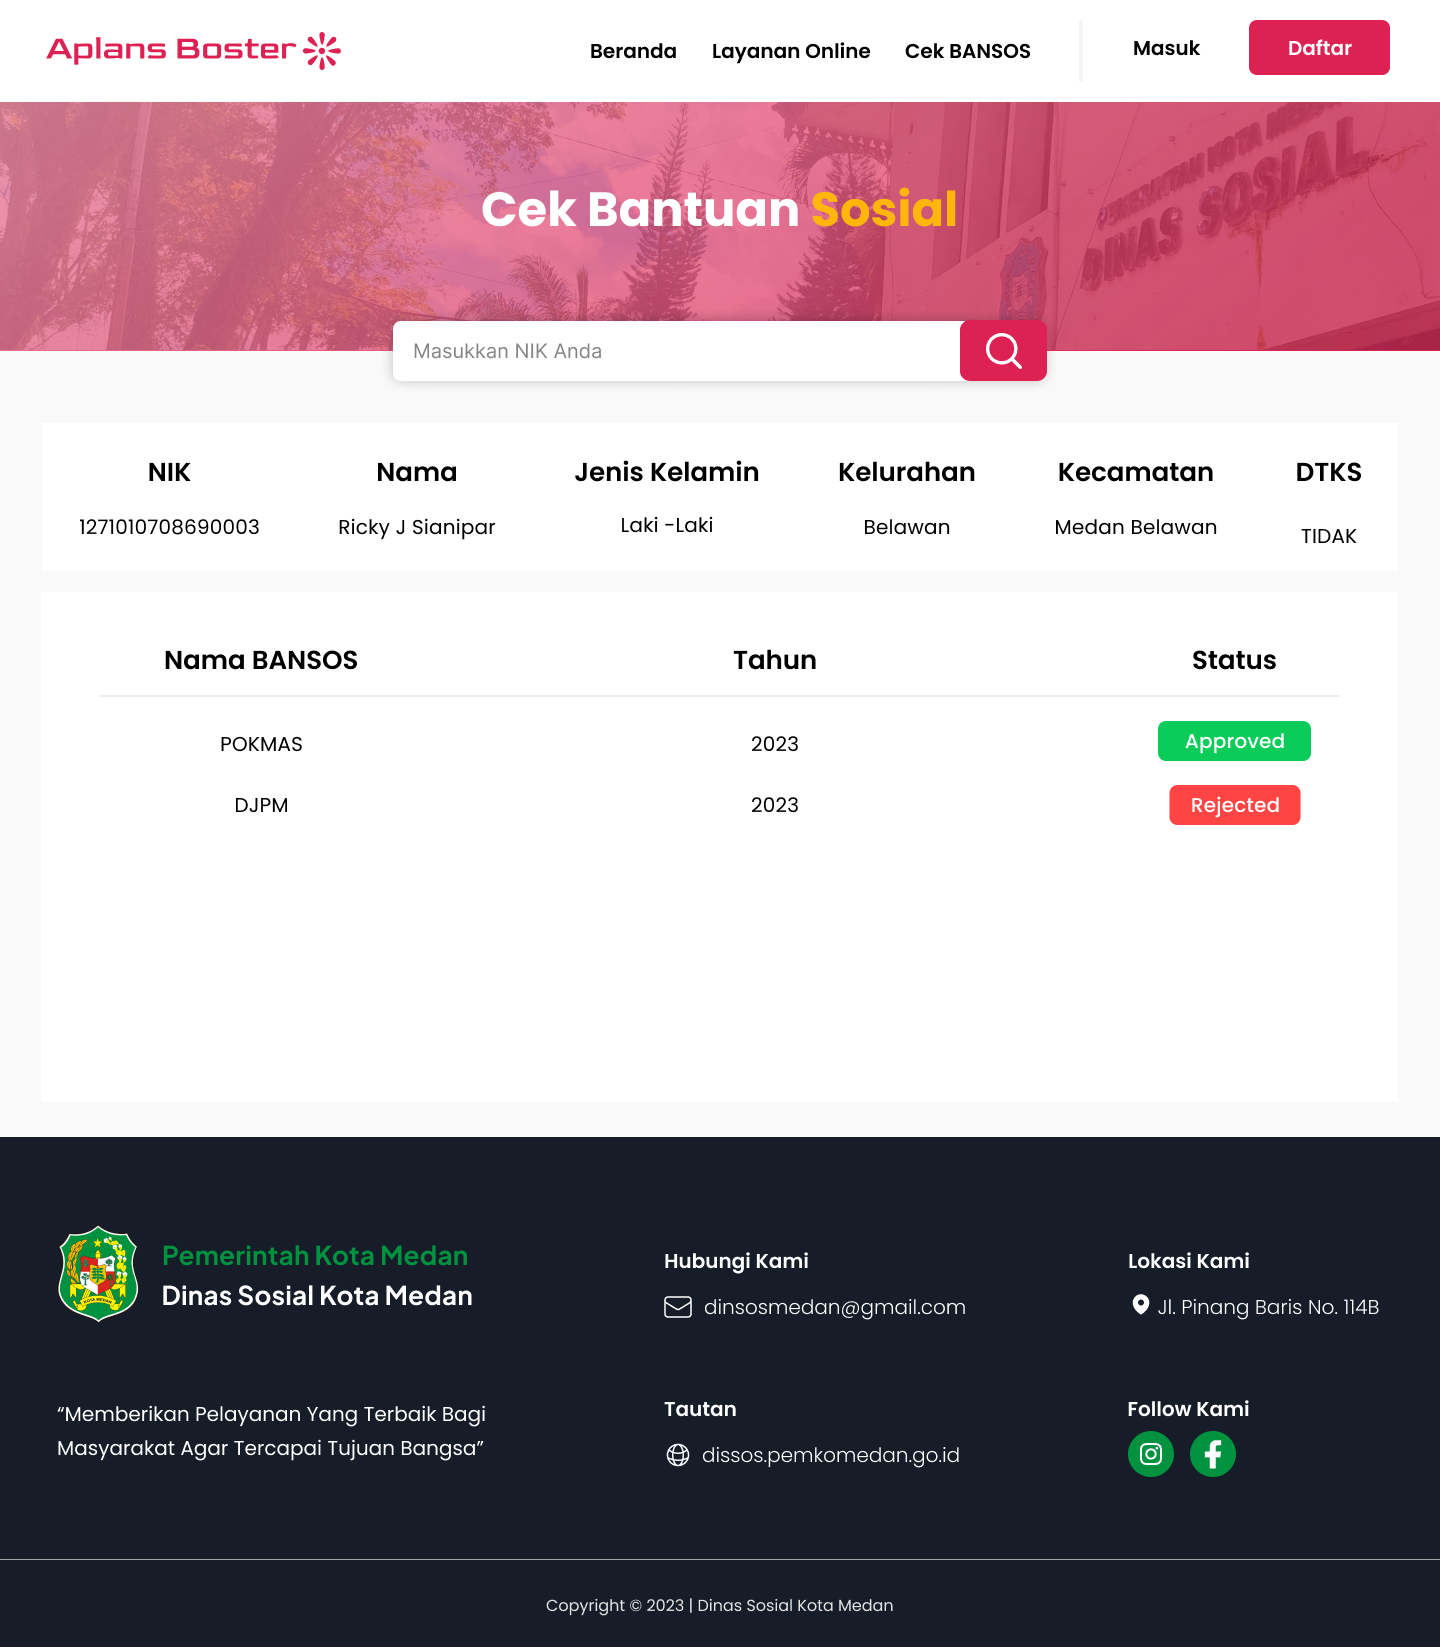 Aplans Boster
Beranda Layanan Online Cek BANSOS Masuk Daftar
KOTA
DINAS SOSIAL
Cek Bantuan Sosial
Masukkan NIK Anda
NIK Nama Jenis Kelamin Kelurahan Kecamatan DTKS
1271010708690003 Ricky J Sianipar Laki -Laki Belawan Medan Belawan TIDAK
Nama BANSOS Tahun Status
POKMAS 2023 Approved
DJPM 2023 Rejected
Pemerintah Kota Medan
Dinas Sosial Kota Medan
“Memberikan Pelayanan Yang Terbaik Bagi
Masyarakat Agar Tercapai Tujuan Bangsa”
Hubungi Kami
dinsosmedan@gmail.com
Tautan
dissos.pemkomedan.go.id
Lokasi Kami
Jl. Pinang Baris No. 114B
Follow Kami
Copyright © 2023 | Dinas Sosial Kota Medan